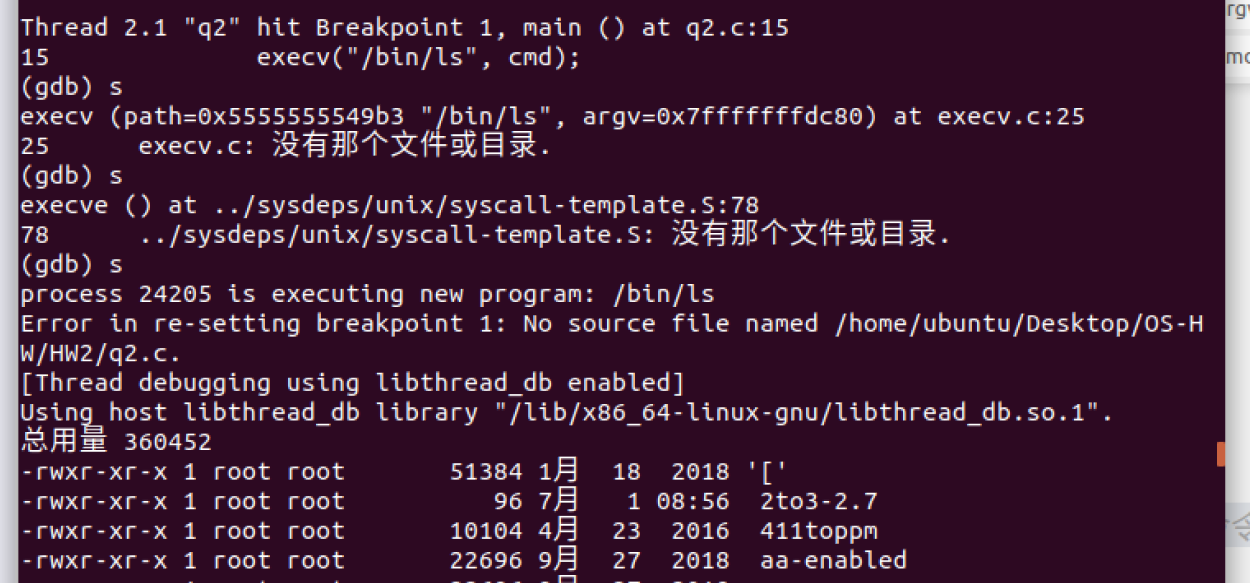 Thread 2.1 "q2" hit Breakpoint 1, main () at q2.c:15
15              execv("/bin/ls", cmd);
(gdb) s
execv (path=0x5555555549b3 "/bin/ls", argv=0x7fffffffdc80) at execv.c:25
25      execv.c: 没有那个文件或目录.
(gdb) s
execve () at ../sysdeps/unix/syscall-template.S:78
78      ../sysdeps/unix/syscall-template.S: 没有那个文件或目录.
(gdb) s
process 24205 is executing new program: /bin/ls
Error in re-setting breakpoint 1: No source file named /home/ubuntu/Desktop/OS-H
W/HW2/q2.c.
[Thread debugging using libthread_db enabled]
Using host libthread_db library "/lib/x86_64-linux-gnu/libthread_db.so.1".
总用量 360452
-rwxr-xr-x 1 root root       51384 1月  18  2018 '['
-rwxr-xr-x 1 root root          96 7月   1 08:56  2to3-2.7
-rwxr-xr-x 1 root root       10104 4月  23  2016  411toppm
-rwxr-xr-x 1 root root       22696 9月  27  2018  aa-enabled